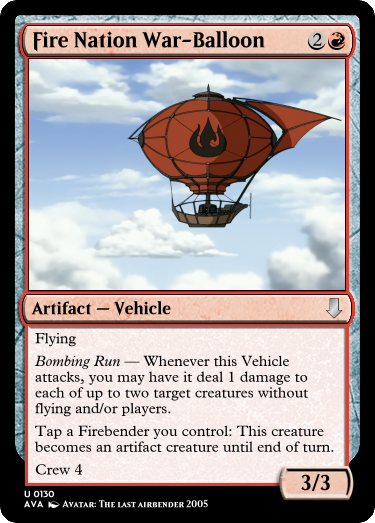 Fire Nation War-Balloon 2
Artifact — Vehicle
Flying
Bombing Run — Whenever this Vehicle
attacks, you may have it deal 1 damage to
each of up to two target creatures without
flying and/or players.
Tap a Firebender you control: This creature
becomes an artifact creature until end of turn.
Crew 4
3/3
U 0130
AVA Avatar: The last airbender 2005